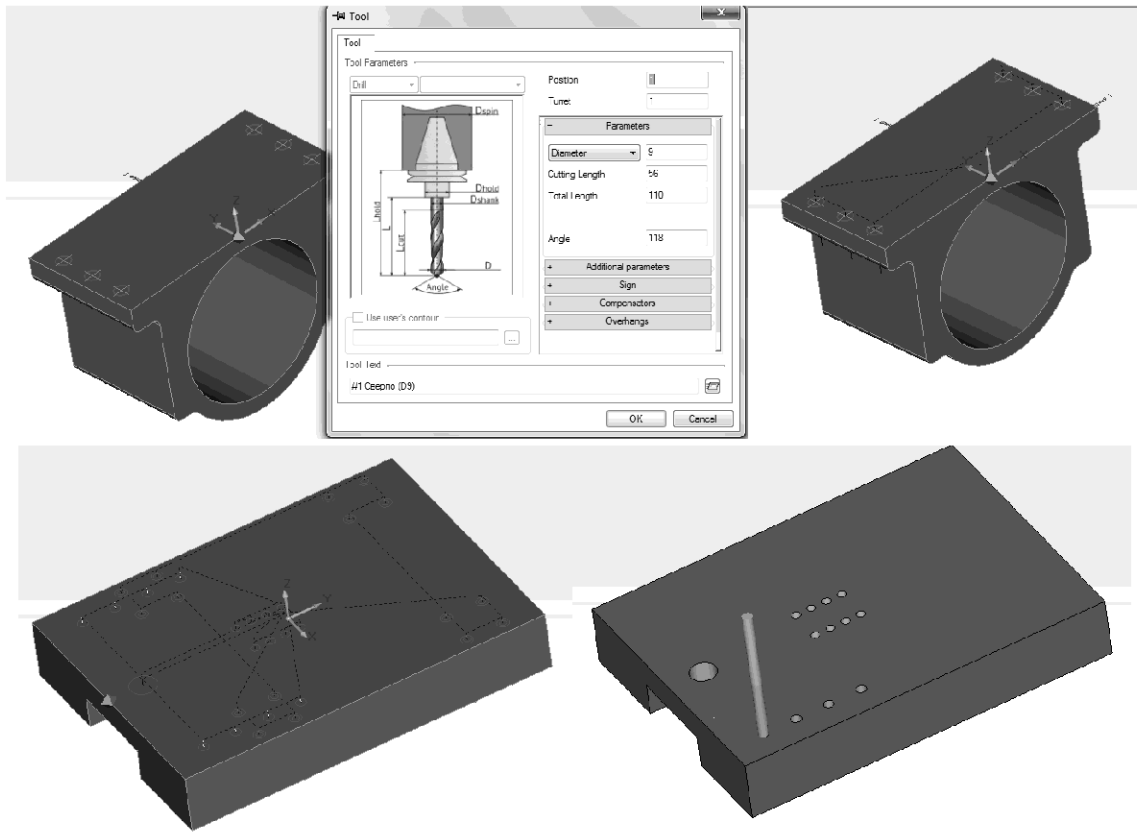 Tool
Tool
Tool Parameters
Drill
Position
Turret
Dspin
Parameters
Diameter 9
Cutting Length 56
Total Length 110
Angle 118
Dhold
Dshank
Lhold
L
Lcut
D
Angle
Additional parameters
Sign
Overhangs
Use user's contour
...
Tool Text
#1 Сверло (D9)
OK Cancel
Z
Z
Z
Y
X